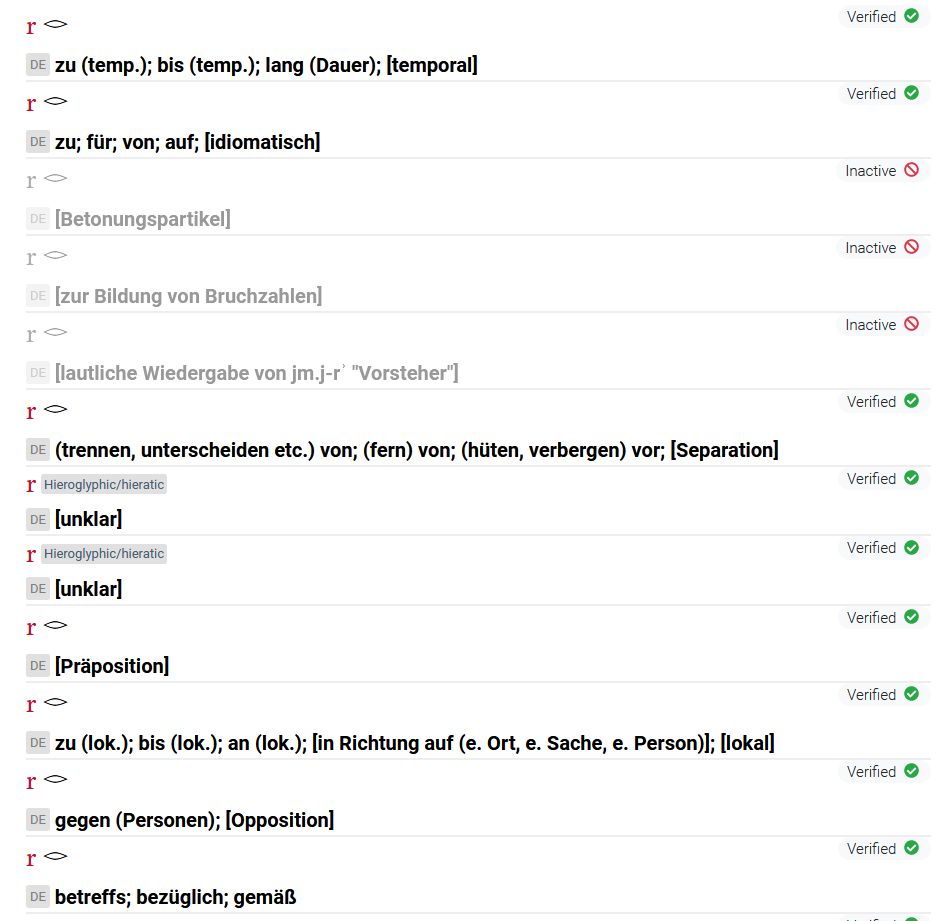 r 𓂋 Verified
DE zu (temp.); bis (temp.); lang (Dauer); [temporal]
r 𓂋 Verified
DE zu; für; von; auf; [idiomatisch]
r 𓂋 Inactive
DE [Betonungspartikel]
r 𓂋 Inactive
DE [zur Bildung von Bruchzahlen]
r 𓂋 Inactive
DE [lautliche Wiedergabe von jm.j-rʾ "Vorsteher"]
r 𓂋 Verified
DE (trennen, unterscheiden etc.) von; (fern) von; (hüten, verbergen) vor; [Separation]
r Hieroglyphic/hieratic Verified
DE [unklar]
r Hieroglyphic/hieratic Verified
DE [unklar]
r 𓂋 Verified
DE [Präposition]
r 𓂋 Verified
DE zu (lok.); bis (lok.); an (lok.); [in Richtung auf (e. Ort, e. Sache, e. Person)]; [lokal]
r 𓂋 Verified
DE gegen (Personen); [Opposition]
r 𓂋 Verified
DE betreffs; bezüglich; gemäß